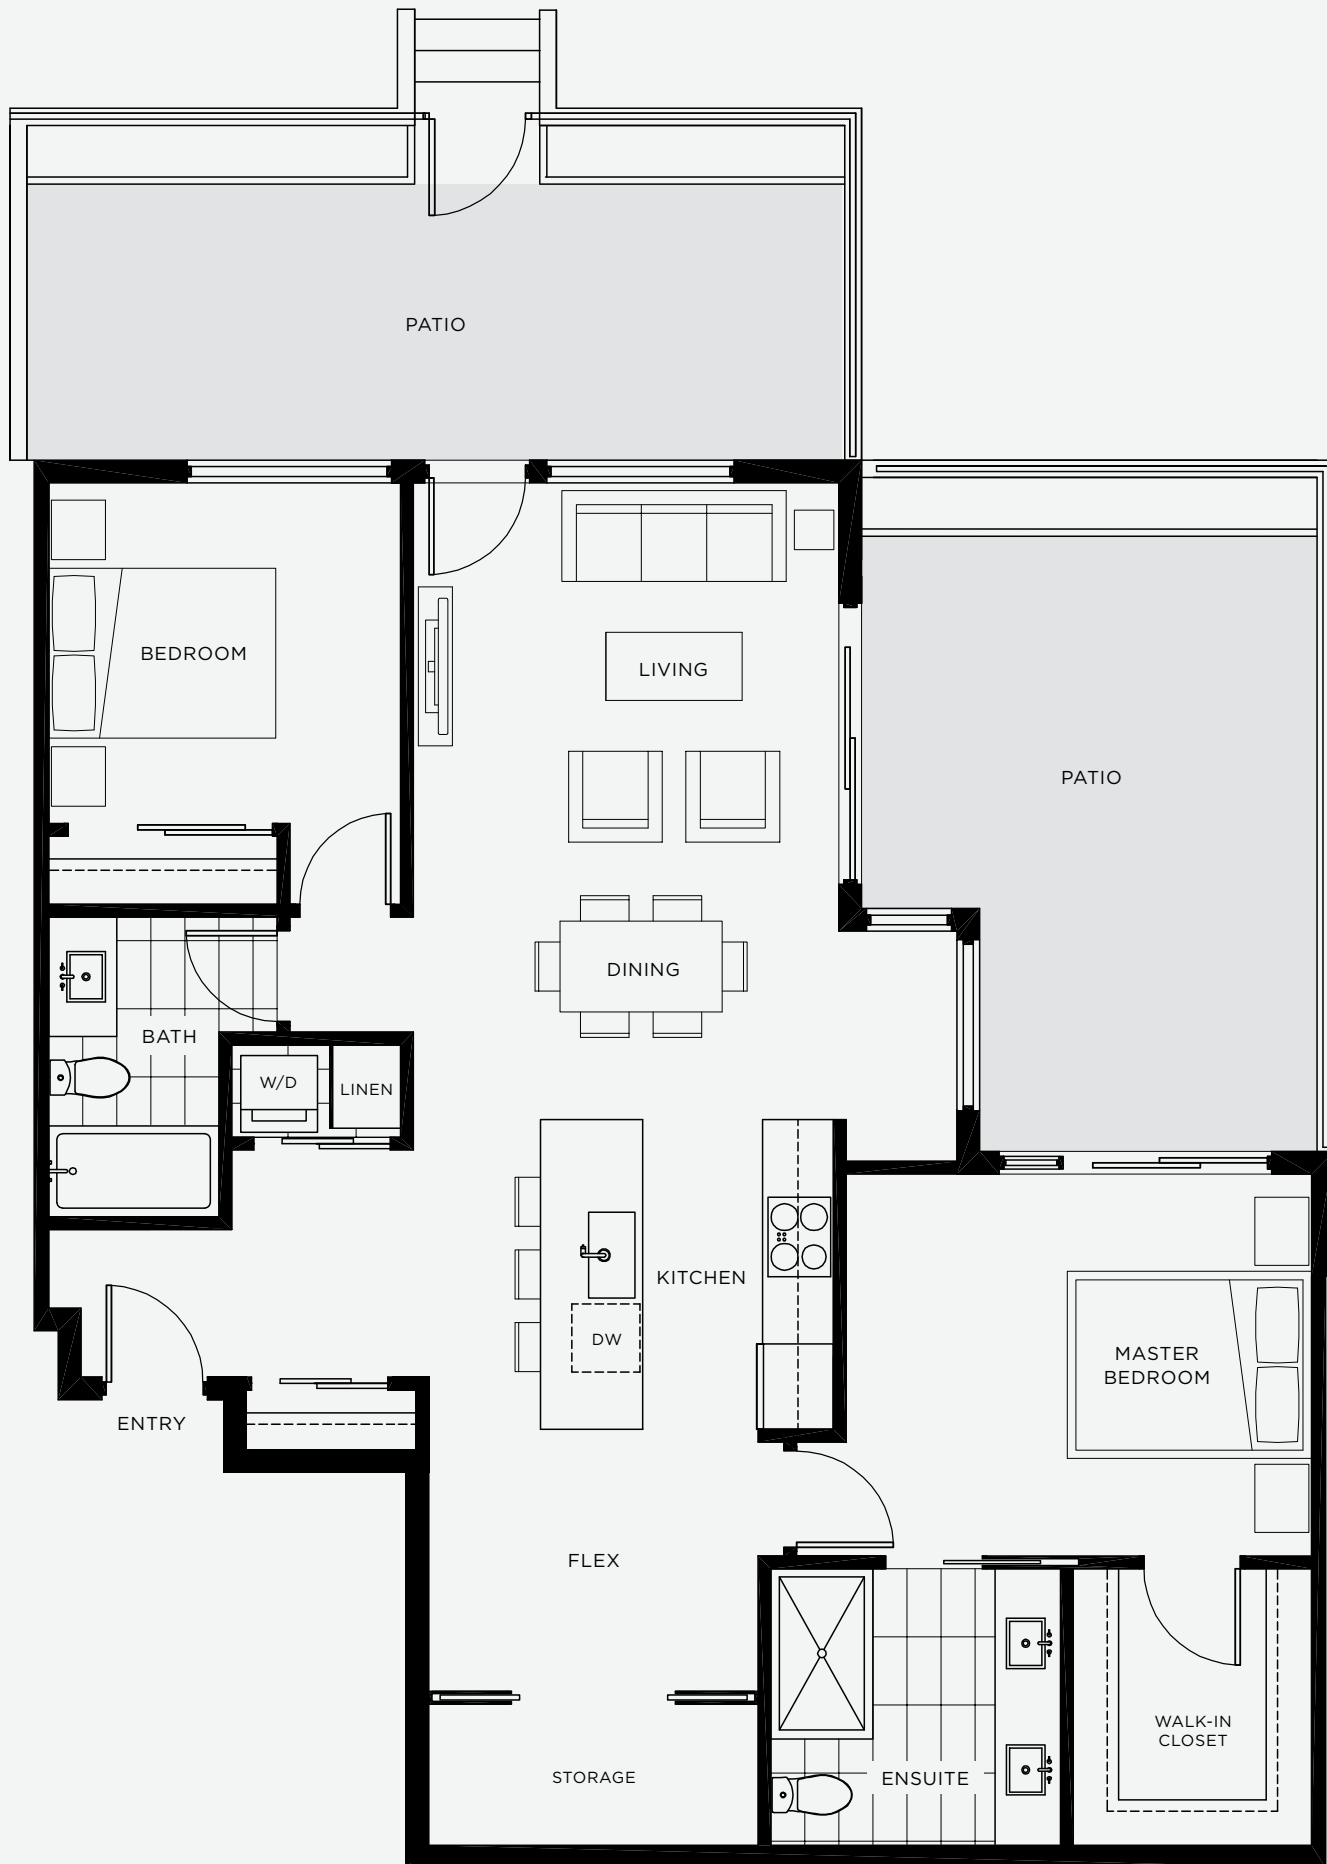 PATIO
BEDROOM
LIVING
PATIO
DINING
BATH
W/D
LINEN
KITCHEN
DW
MASTER
BEDROOM
ENTRY
FLEX
WALK-IN
CLOSET
STORAGE
ENSUITE